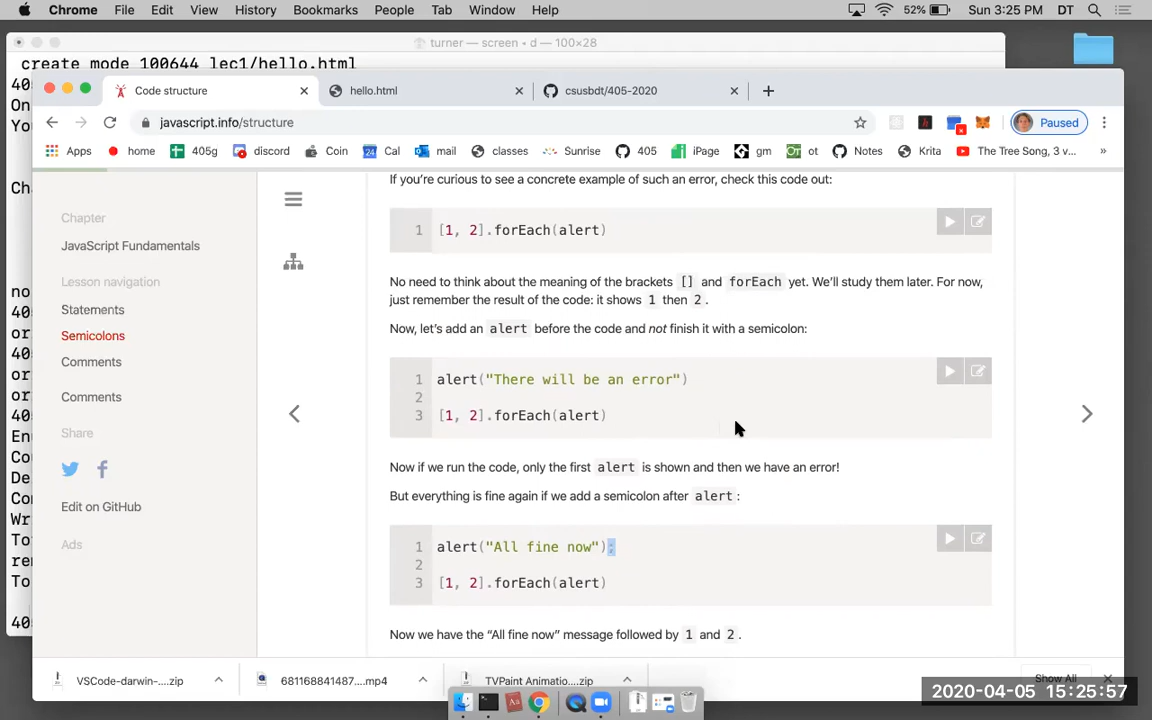 Chrome File Edit View History Bookmarks People Tab Window Help 52% Sun 3:25 PM DT
turner — screen • d — 100×28
create mode 100644 lec1/hello.html
Code structure hello.html csusbdt/405-2020
javascript.info/structure Paused
Apps home 405g discord Coin Cal mail classes Sunrise 405 iPage gm ot Notes Krita The Tree Song, 3 v... »
If you're curious to see a concrete example of such an error, check this code out:
Chapter
JavaScript Fundamentals
Lesson navigation
Statements
Semicolons
Comments
Comments
Share
Edit on GitHub
Ads
1 [1, 2].forEach(alert)
No need to think about the meaning of the brackets [] and forEach yet. We'll study them later. For now,
just remember the result of the code: it shows 1 then 2 .
Now, let's add an alert before the code and not finish it with a semicolon:
1 alert("There will be an error")
2
3 [1, 2].forEach(alert)
Now if we run the code, only the first alert is shown and then we have an error!
But everything is fine again if we add a semicolon after alert :
1 alert("All fine now");
2
3 [1, 2].forEach(alert)
Now we have the "All fine now" message followed by 1 and 2 .
VSCode-darwin-....zip 681168841487....mp4 TVPaint Animatio....zip Show All
2020-04-05 15:25:57